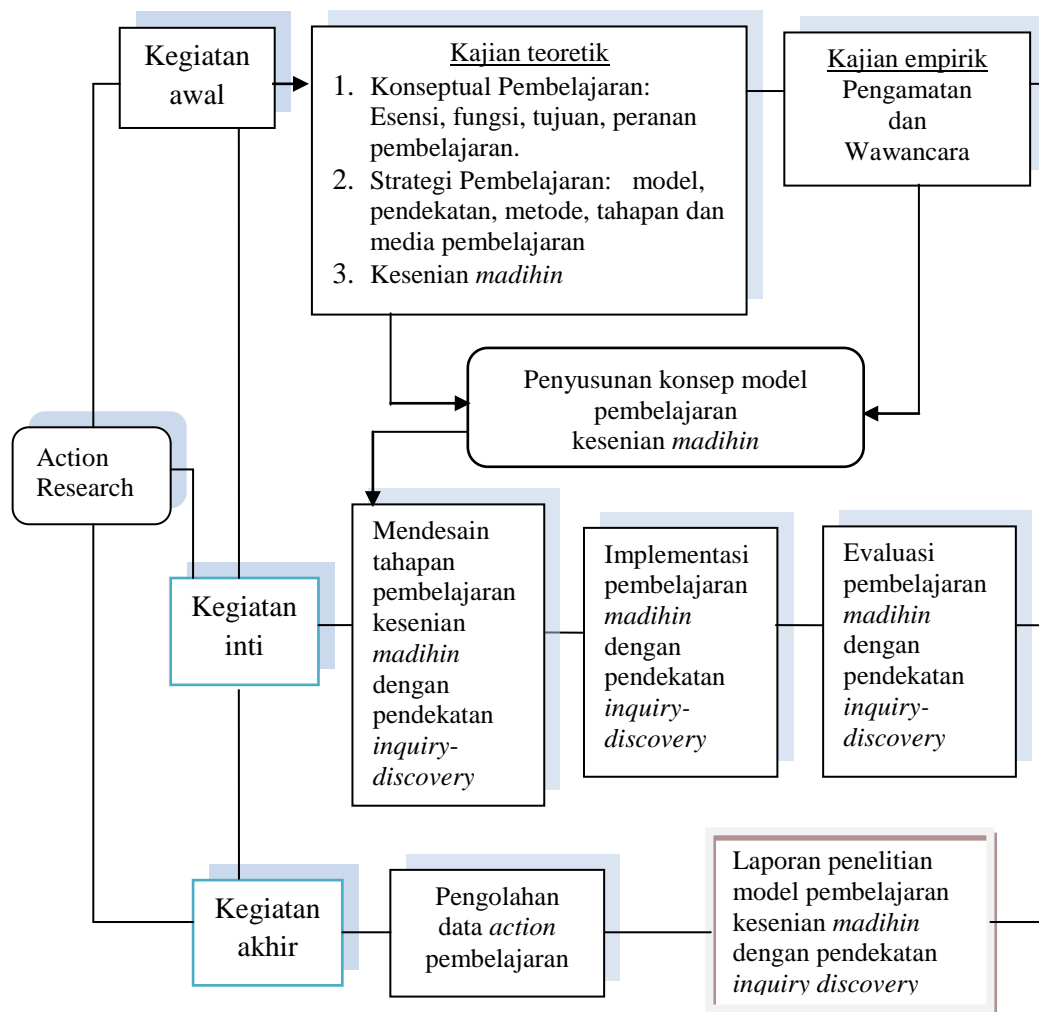 Kegiatan
awal
Kajian teoretik
1. Konseptual Pembelajaran:
Esensi, fungsi, tujuan, peranan
pembelajaran.
2. Strategi Pembelajaran: model,
pendekatan, metode, tahapan dan
media pembelajaran
3. Kesenian madihin
Kajian empirik
Pengamatan
dan
Wawancara
Penyusunan konsep model
pembelajaran
kesenian madihin
Action
Research
Kegiatan
inti
Mendesain
tahapan
pembelajaran
kesenian
madihin
dengan
pendekatan
inquiry-
discovery
Implementasi
pembelajaran
madihin
dengan
pendekatan
inquiry-
discovery
Evaluasi
pembelajaran
madihin
dengan
pendekatan
inquiry-
discovery
Kegiatan
akhir
Pengolahan
data action
pembelajaran
Laporan penelitian
model pembelajaran
kesenian madihin
dengan pendekatan
inquiry discovery